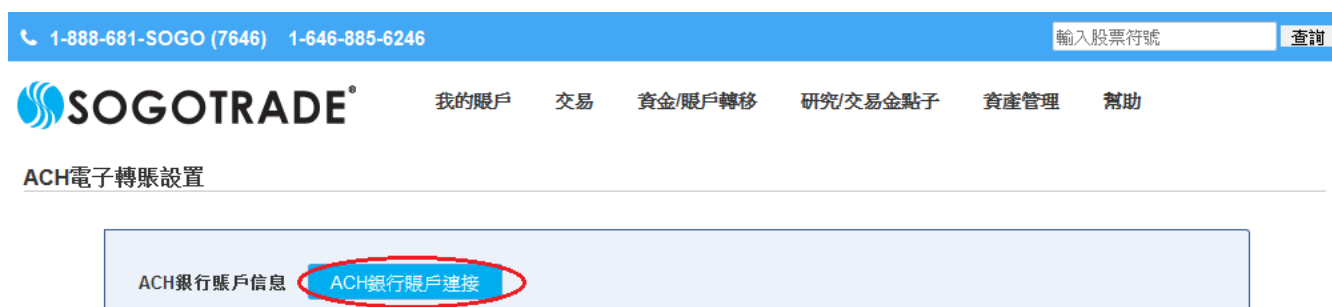 1-888-681-SOGO (7646) 1-646-885-6246 輸入股票符號 查詢
SOGOTRADE® 我的賬戶 交易 資金/賬戶轉移 研究/交易金點子 資產管理 幫助
ACH電子轉賬設置
ACH銀行賬戶信息 ACH銀行賬戶連接